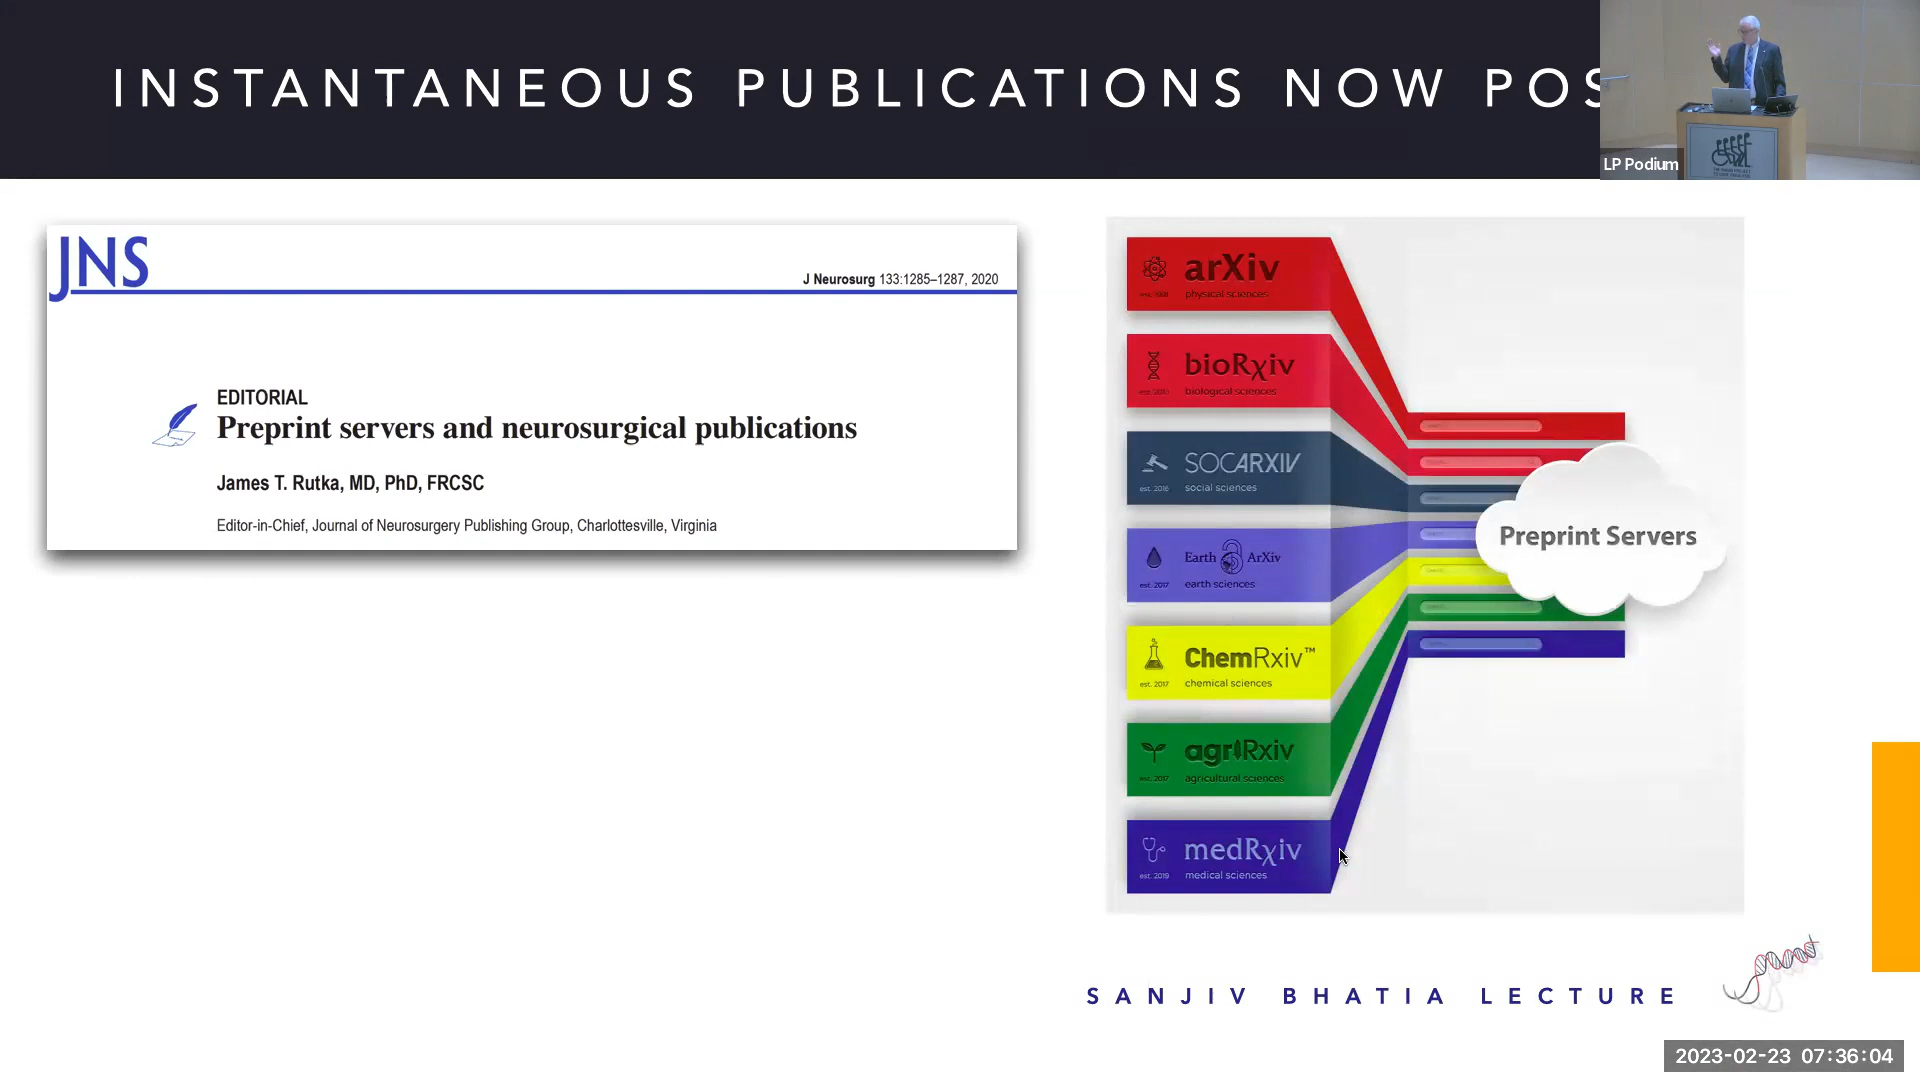 INSTANTANEOUS PUBLICATIONS NOW POS
LP Podium
JNS
J Neurosurg 133:1285–1287, 2020
EDITORIAL
Preprint servers and neurosurgical publications
James T. Rutka, MD, PhD, FRCSC
Editor-in-Chief, Journal of Neurosurgery Publishing Group, Charlottesville, Virginia
arXiv
physical sciences
bioRχiv
biological sciences
SOCARXIV
est. 2016 social sciences
Earth ArXiv
est. 2017 earth sciences
ChemRxiv™
est. 2017 chemical sciences
agriRxiv
est. 2017 agricultural sciences
medRχiv
est. 2019 medical sciences
Preprint Servers
SANJIV BHATIA LECTURE
2023-02-23 07:36:04